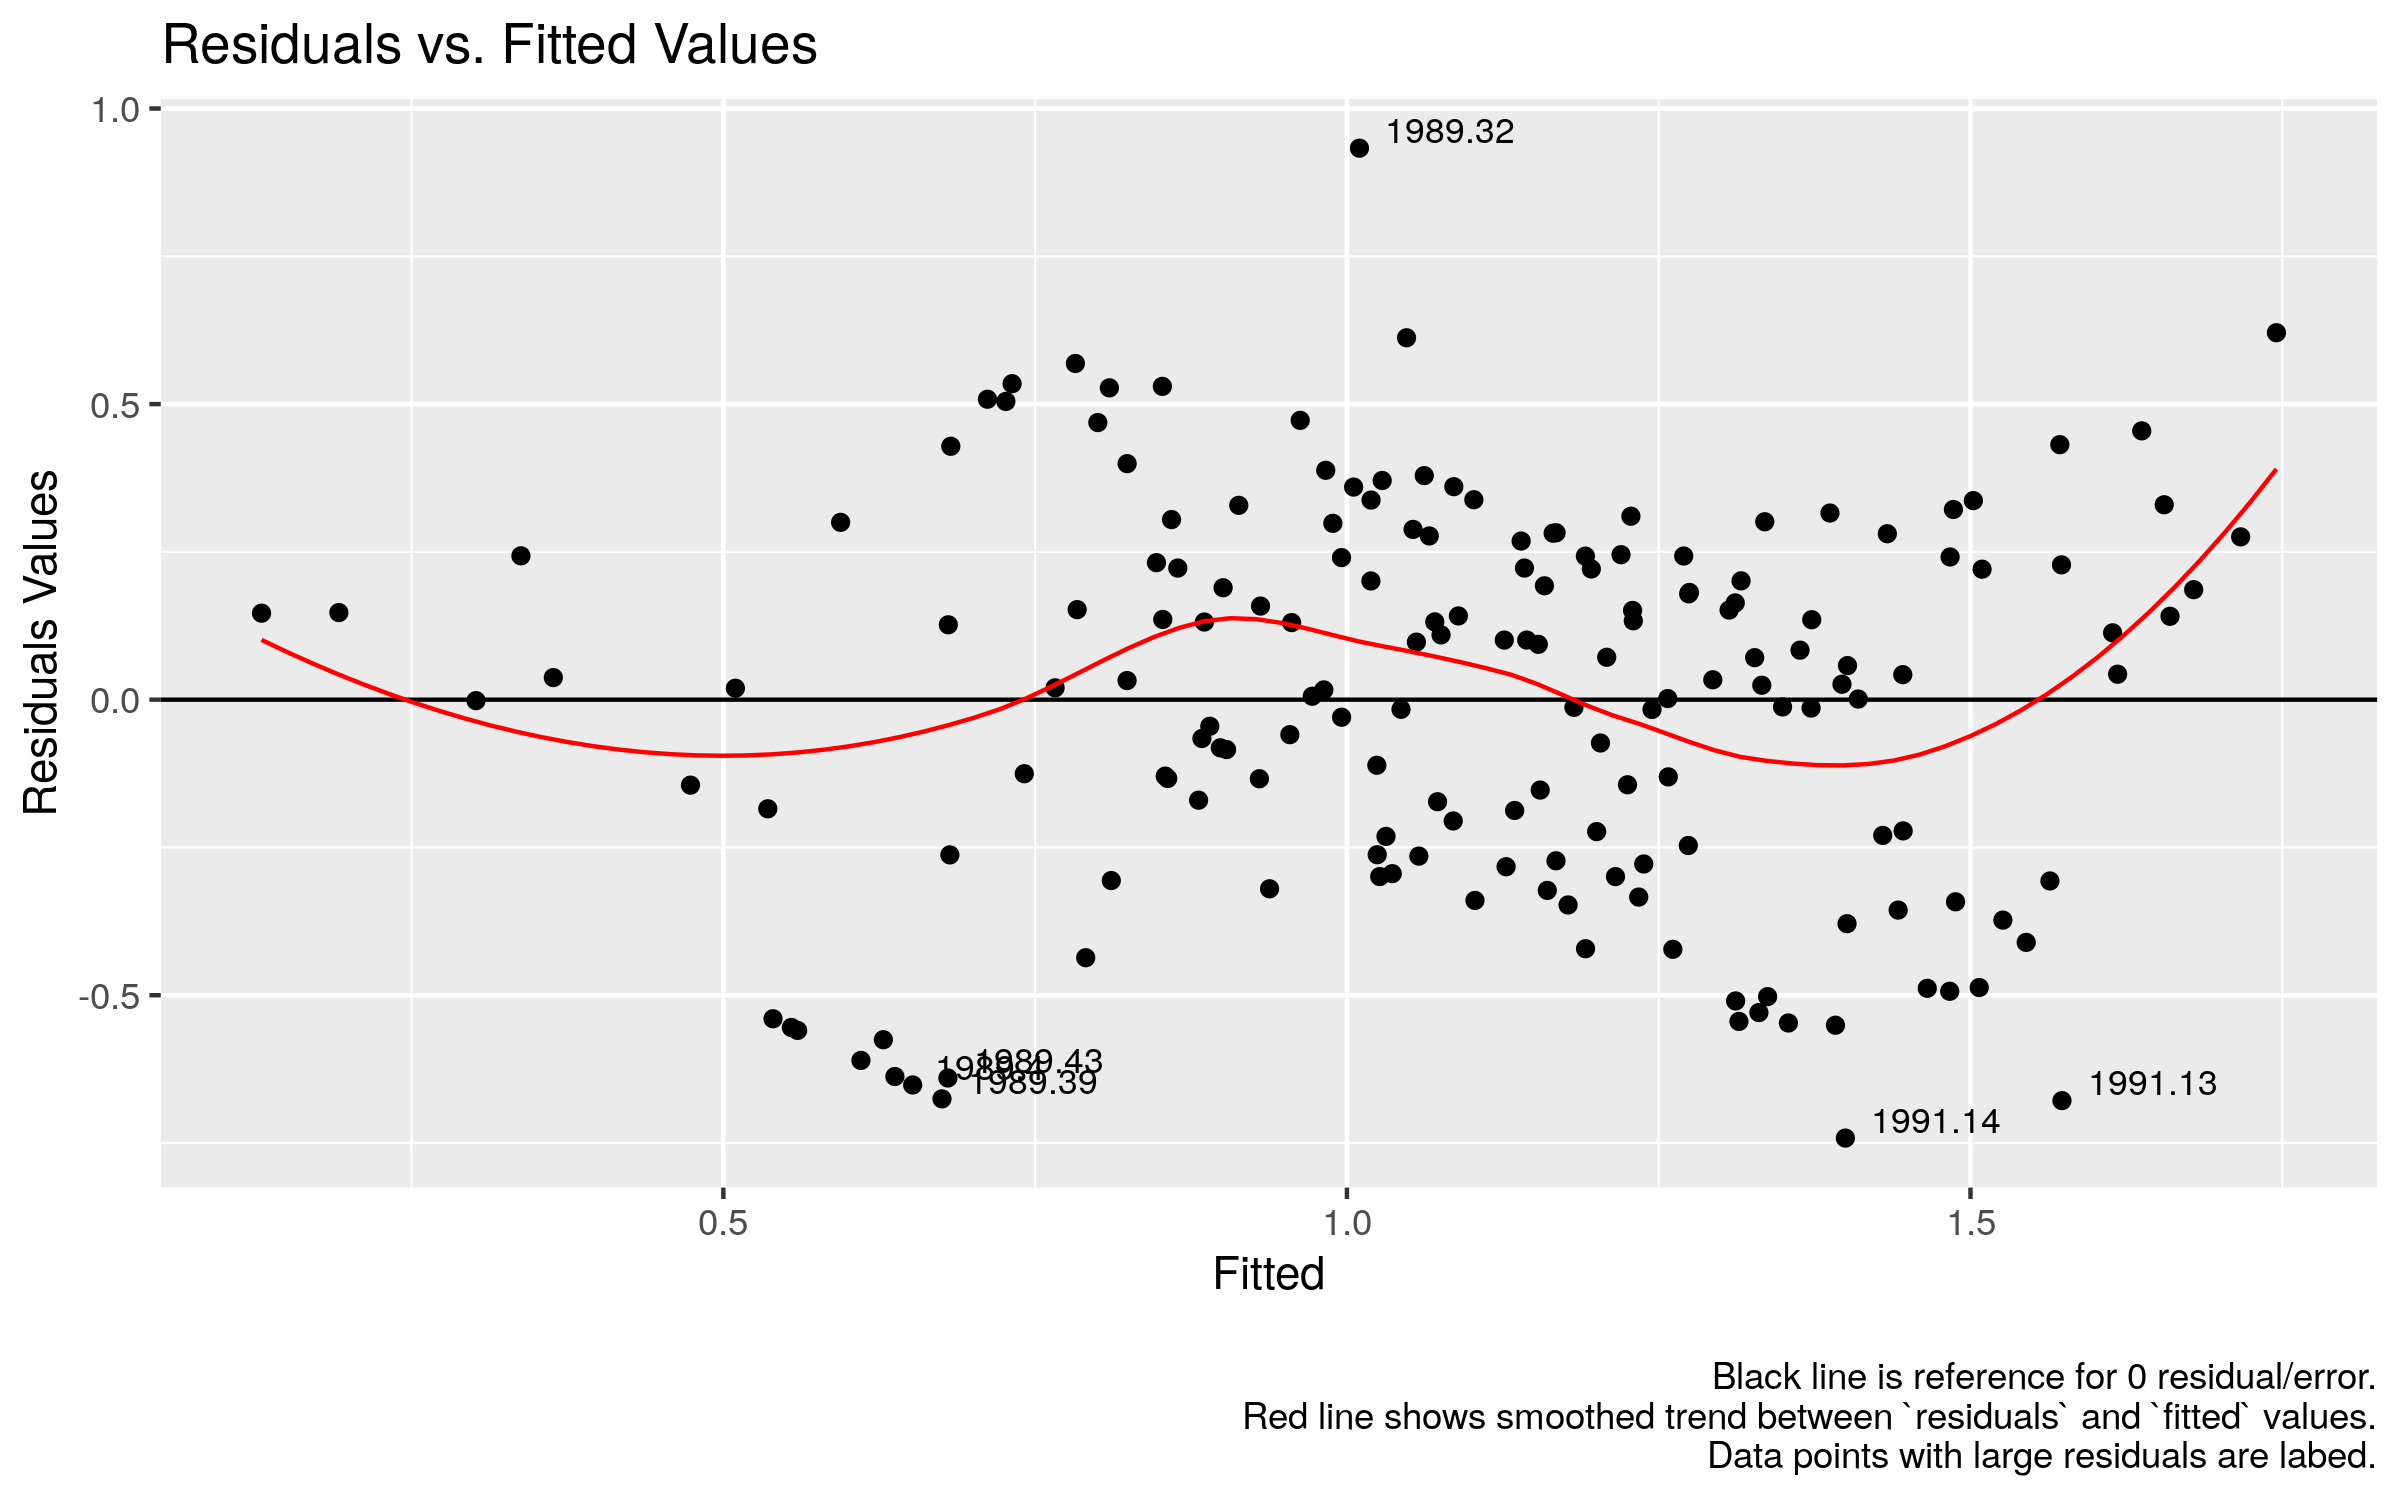 Residuals vs. Fitted Values
1.0
0.5
0.0
-0.5
Residuals Values
1989.32
1989.43
1989.39
1991.13
1991.14
0.5
1.0
1.5
Fitted
Black line is reference for 0 residual/error.
Red line shows smoothed trend between `residuals` and `fitted` values.
Data points with large residuals are labed.